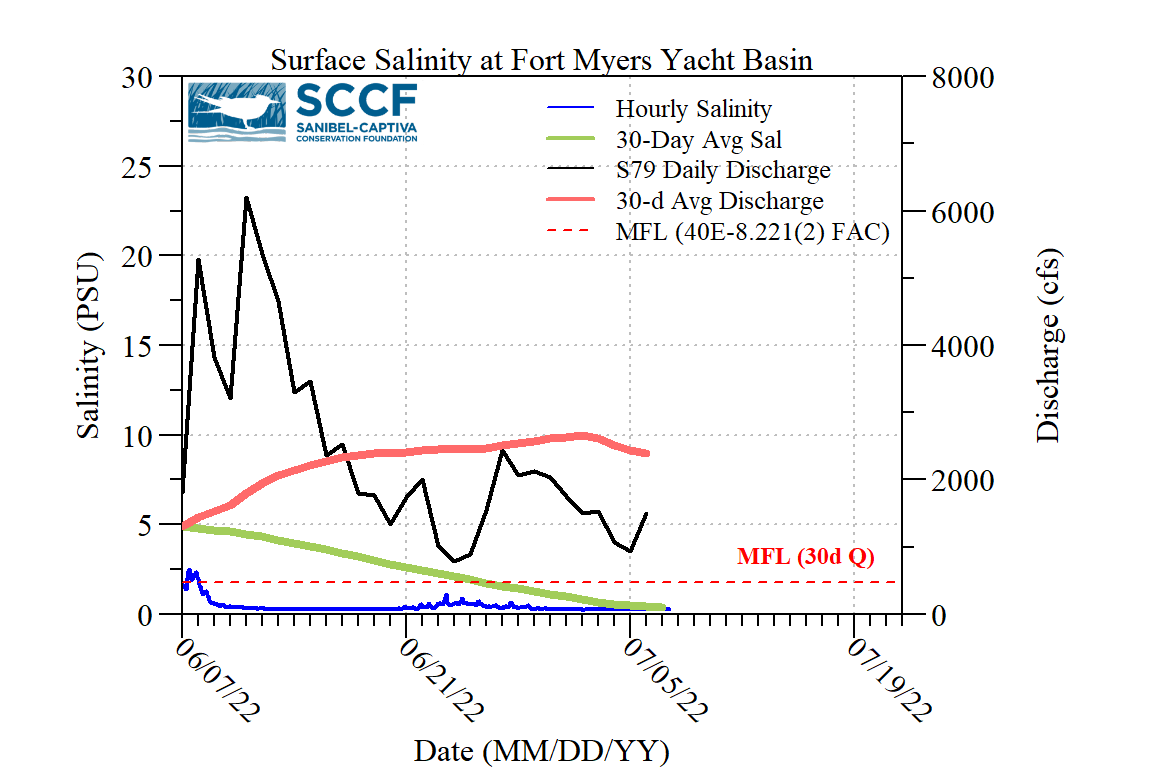 Surface Salinity at Fort Myers Yacht Basin
SCCF
SANIBEL-CAPTIVA
CONSERVATION FOUNDATION
Hourly Salinity
30-Day Avg Sal
S79 Daily Discharge
30-d Avg Discharge
MFL (40E-8.221(2) FAC)
30
25
20
15
10
5
0
Salinity (PSU)
8000
6000
4000
2000
0
Discharge (cfs)
MFL (30d Q)
06/07/22
06/21/22
07/05/22
07/19/22
Date (MM/DD/YY)